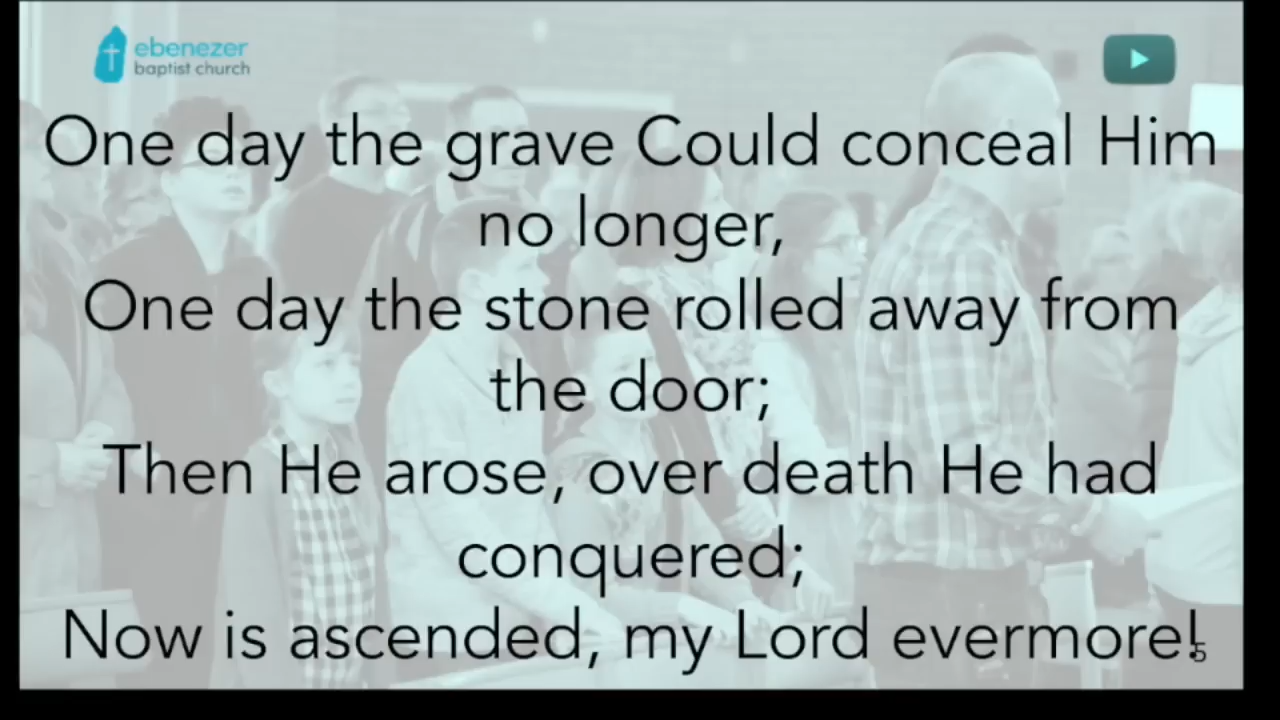 ebenezer
baptist church
One day the grave Could conceal Him
no longer,
One day the stone rolled away from
the door;
Then He arose, over death He had
conquered;
Now is ascended, my Lord evermore!
5